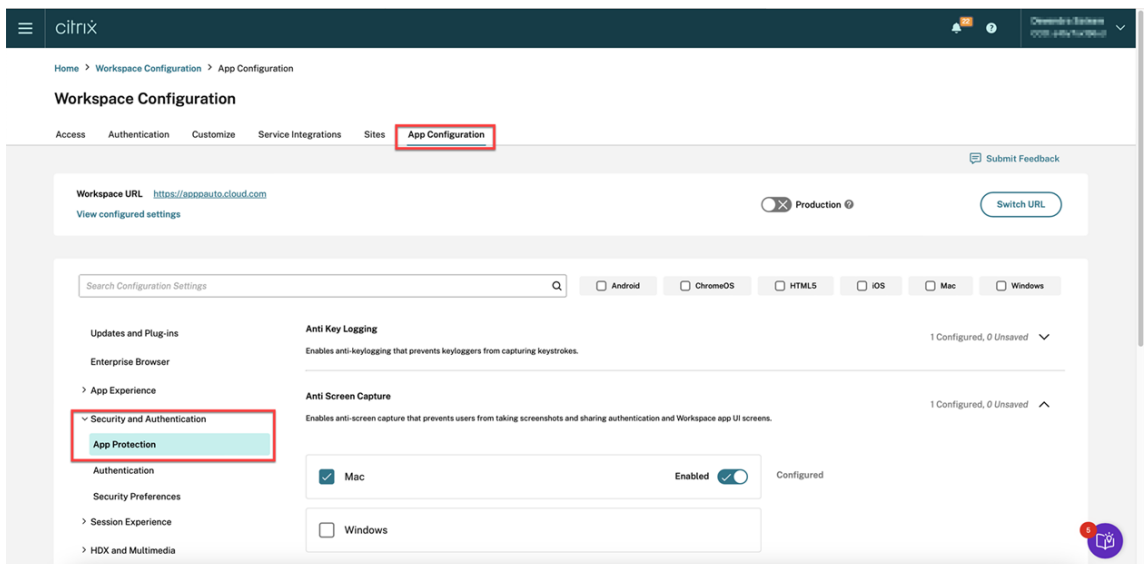 citrix
22
Home > Workspace Configuration > App Configuration
Workspace Configuration
Access Authentication Customize Service Integrations Sites App Configuration
Submit Feedback
Workspace URL https://apppauto.cloud.com
View configured settings
Production
Switch URL
Search Configuration Settings
Android ChromeOS HTML5 iOS Mac Windows
Updates and Plug-ins
Enterprise Browser
App Experience
Security and Authentication
App Protection
Authentication
Security Preferences
Session Experience
HDX and Multimedia
Anti Key Logging
Enables anti-keylogging that prevents keyloggers from capturing keystrokes.
1 Configured, 0 Unsaved
Anti Screen Capture
Enables anti-screen capture that prevents users from taking screenshots and sharing authentication and Workspace app UI screens.
1 Configured, 0 Unsaved
Mac Enabled Configured
Windows
5